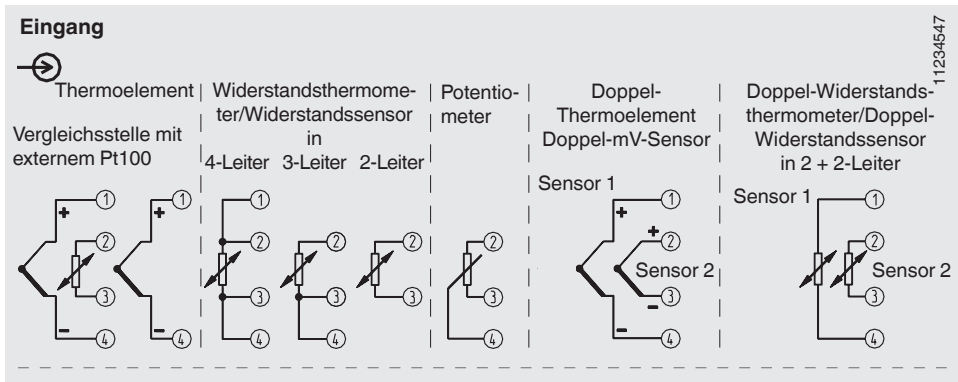 Eingang
11234547
Thermoelement
Vergleichsstelle mit
externem Pt100
+
1
2
3
-
4
+
1
-
4
Widerstandsthermome-
ter/Widerstandssensor
in
4-Leiter 3-Leiter 2-Leiter
1
2 2 2
3 3 3
4 4
Potentio-
meter
2
3
4
Doppel-
Thermoelement
Doppel-mV-Sensor
Sensor 1
1
+
+
2
Sensor 2
3
-
-
4
Doppel-Widerstands-
thermometer/Doppel-
Widerstandssensor
in 2 + 2-Leiter
Sensor 1
1
2
Sensor 2
3
4